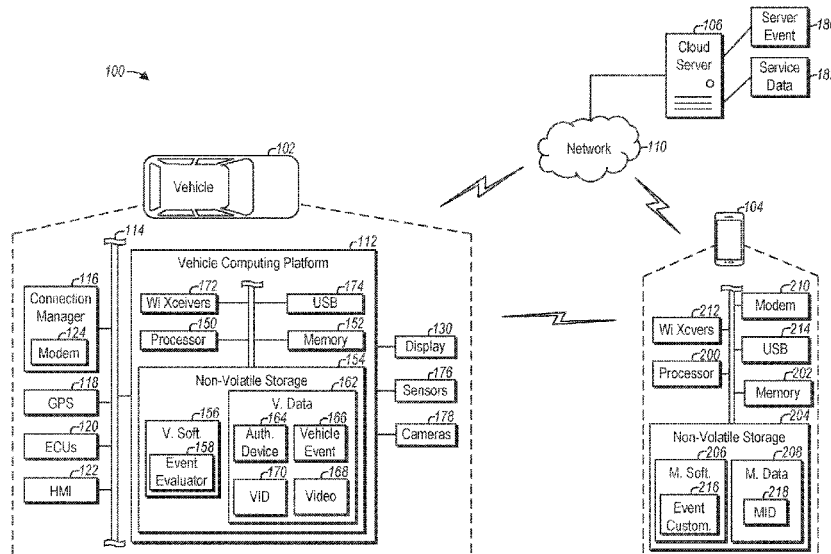 100
106
Cloud
Server
Server
Event
Service
Data
Network
110
102
Vehicle
104
114
112
Vehicle Computing Platform
116
Connection
Manager
124
Modem
118
GPS
120
ECUs
122
HMI
172
Wi Xceivers
174
USB
150
Processor
152
Memory
154
Non-Volatile Storage
156
V. Soft.
158
Event
Evaluator
162
V. Data
164
Auth.
Device
166
Vehicle
Event
170
VID
168
Video
130
Display
176
Sensors
178
Cameras
210
Modem
212
Wi Xcvers
214
USB
200
Processor
202
Memory
204
Non-Volatile Storage
206
M. Soft.
216
Event
Custom.
208
M. Data
218
MID